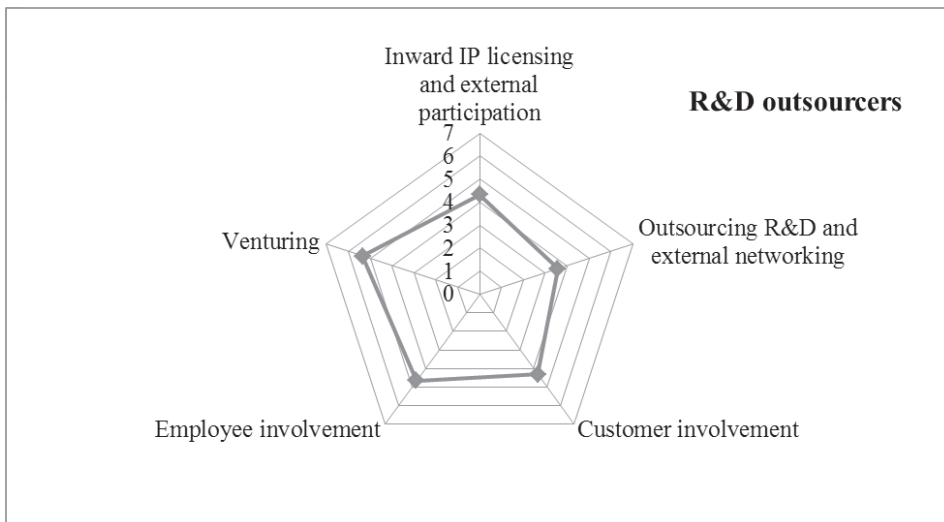 Inward IP licensing
and external
participation
R&D outsourcers
7
6
5
4
3
2
1
0
Outsourcing R&D and
external networking
Venturing
Employee involvement
Customer involvement